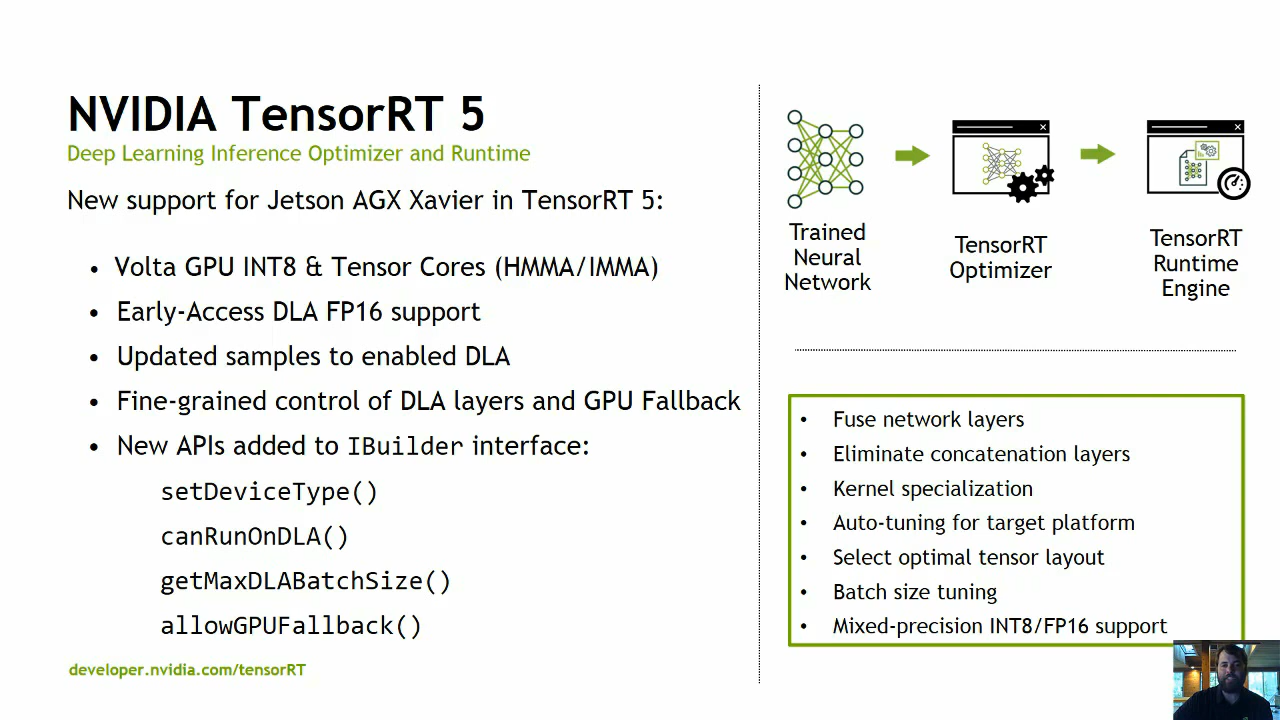 NVIDIA TensorRT 5
Deep Learning Inference Optimizer and Runtime
New support for Jetson AGX Xavier in TensorRT 5:
• Volta GPU INT8 & Tensor Cores (HMMA/IMMA)
• Early-Access DLA FP16 support
• Updated samples to enabled DLA
• Fine-grained control of DLA layers and GPU Fallback
• New APIs added to IBuilder interface:
setDeviceType()
canRunOnDLA()
getMaxDLABatchSize()
allowGPUFallback()
developer.nvidia.com/tensorRT
Trained
Neural
Network
TensorRT
Optimizer
TensorRT
Runtime
Engine
• Fuse network layers
• Eliminate concatenation layers
• Kernel specialization
• Auto-tuning for target platform
• Select optimal tensor layout
• Batch size tuning
• Mixed-precision INT8/FP16 support